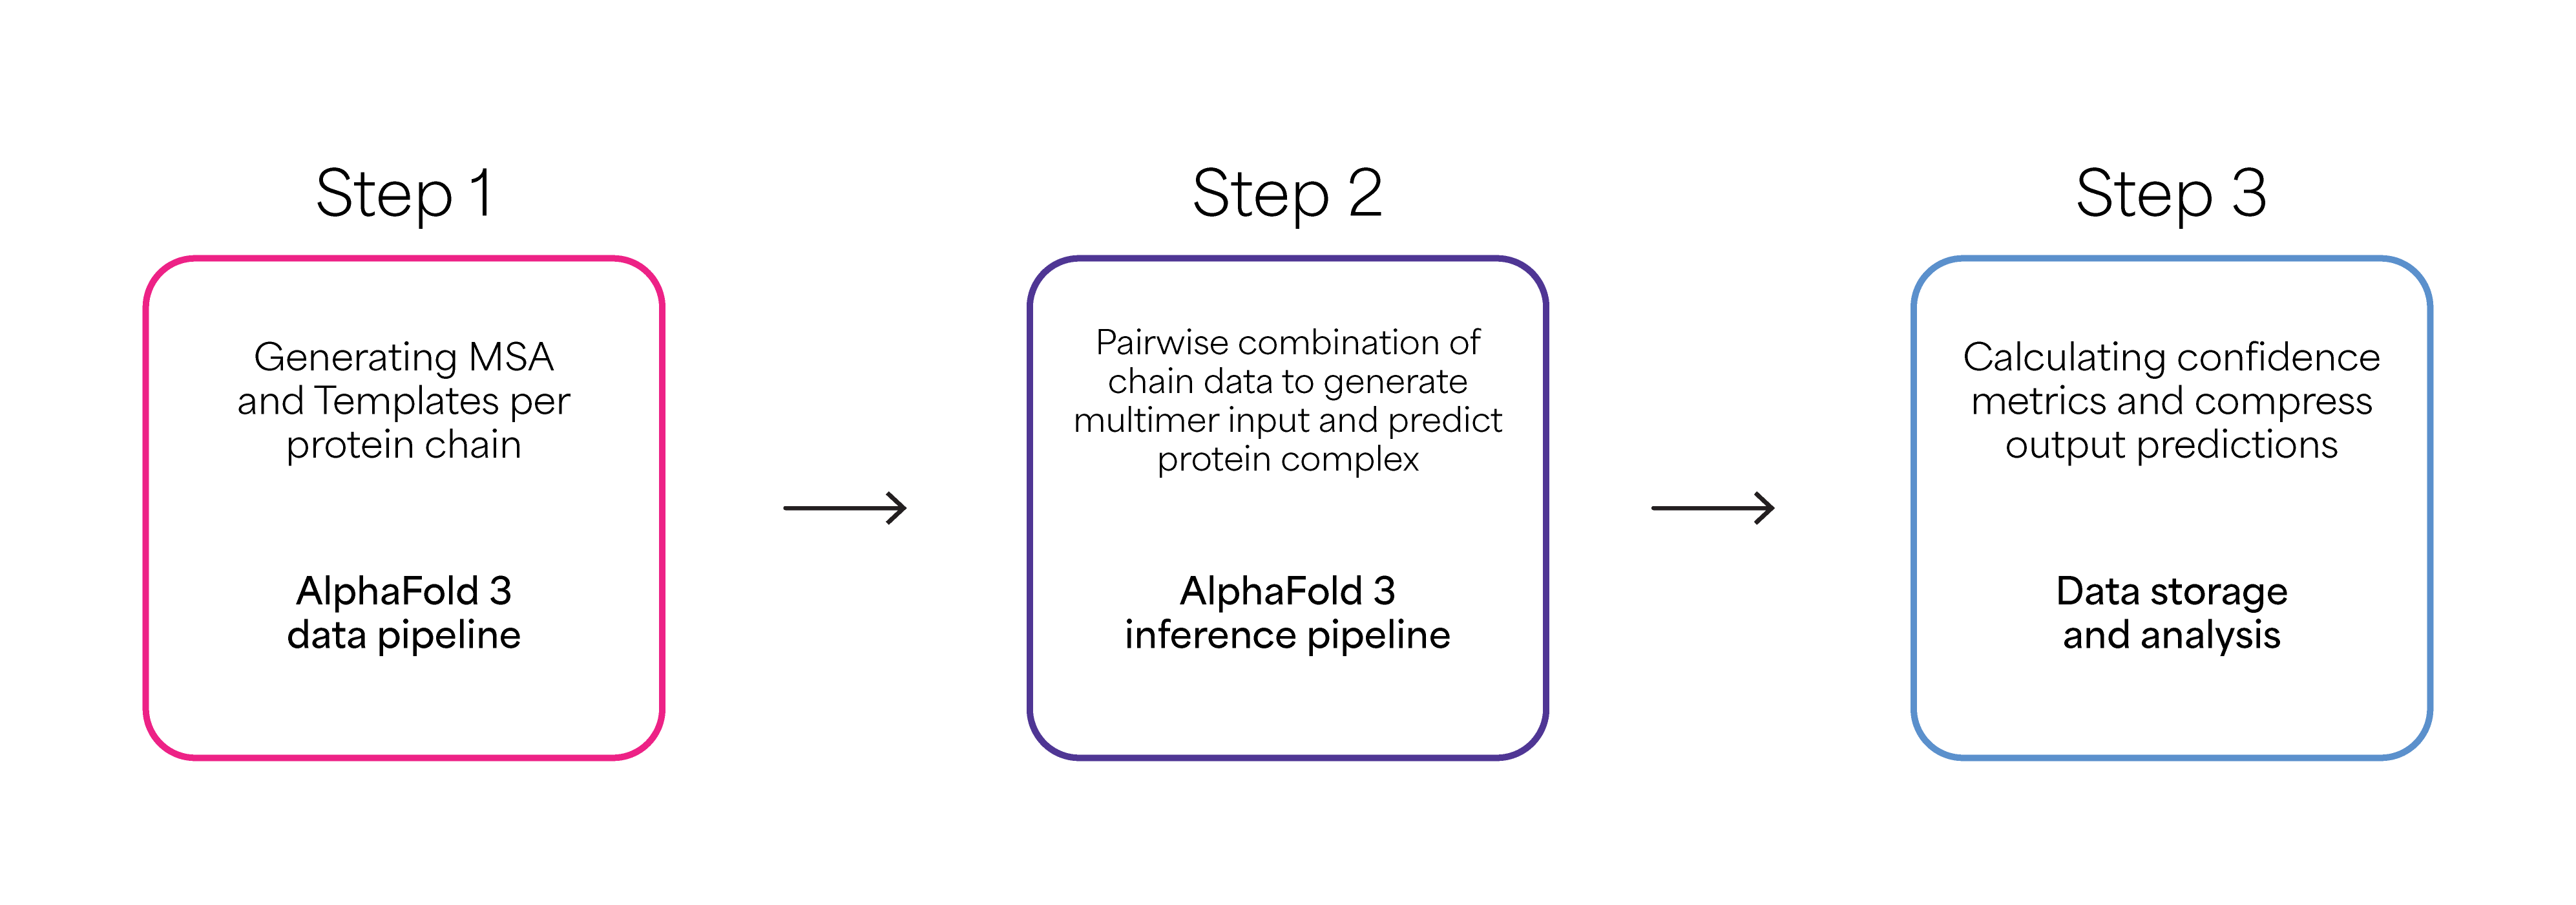 Step 1
Generating MSA
and Templates per
protein chain
AlphaFold 3
data pipeline
Step 2
Pairwise combination of
chain data to generate
multimer input and predict
protein complex
AlphaFold 3
inference pipeline
Step 3
Calculating confidence
metrics and compress
output predictions
Data storage
and analysis